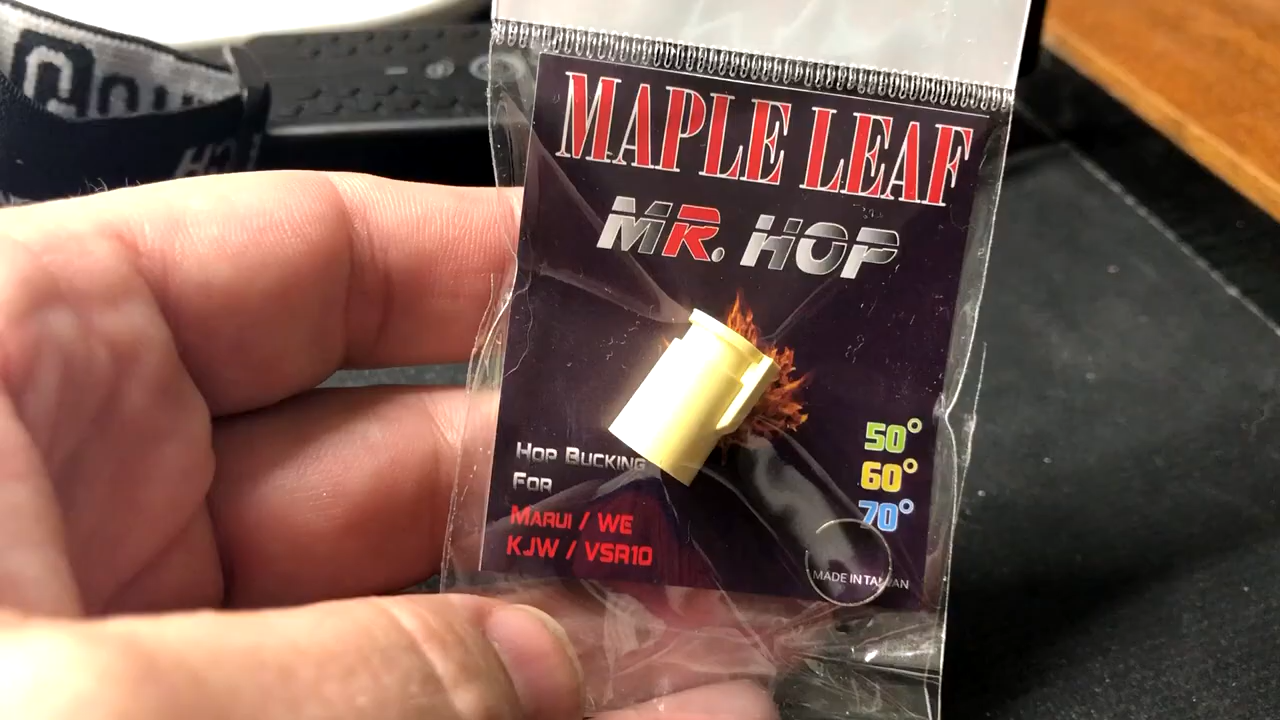 MAPLE LEAF
MR. HOP
HOP BUCKING
FOR
MARUI / WE
KJW / VSR10
50°
60°
70°
MADE IN TAIWAN